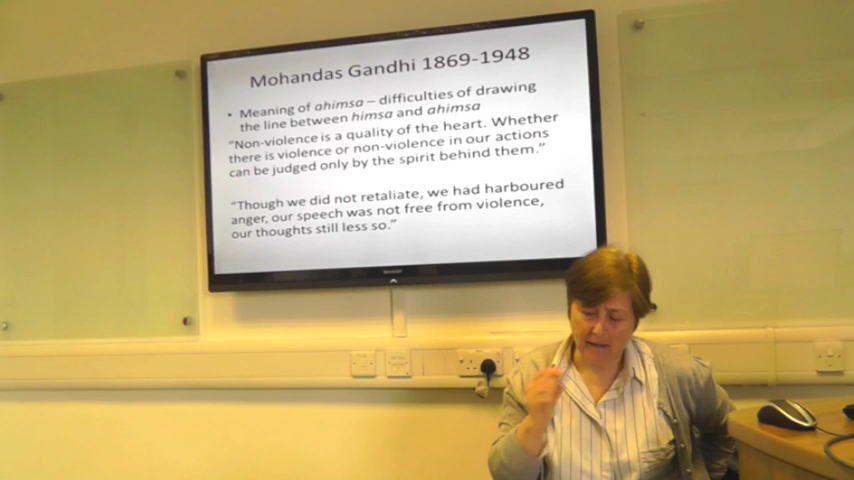 Mohandas Gandhi 1869-1948
• Meaning of ahimsa – difficulties of drawing
the line between himsa and ahimsa
“Non-violence is a quality of the heart. Whether
there is violence or non-violence in our actions
can be judged only by the spirit behind them.”
“Though we did not retaliate, we had harboured
anger, our speech was not free from violence,
our thoughts still less so.”